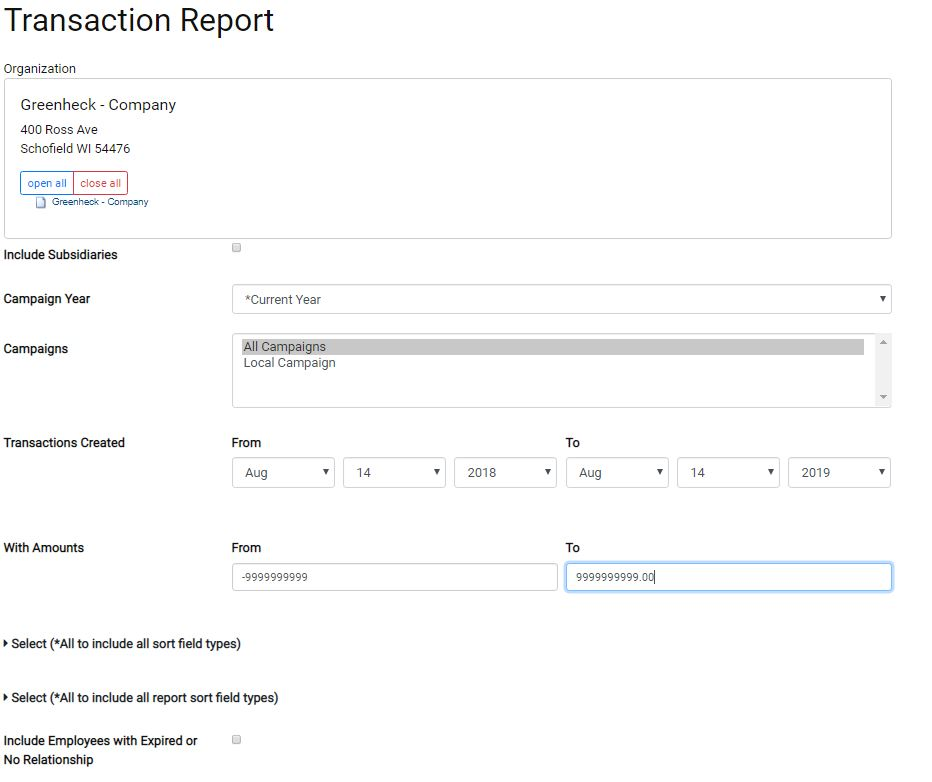 Transaction Report
Organization
Greenheck - Company
400 Ross Ave
Schofield WI 54476
open all close all
Greenheck - Company
Include Subsidiaries
Campaign Year *Current Year
Campaigns All Campaigns
Local Campaign
Transactions Created From To
Aug 14 2018 Aug 14 2019
With Amounts From To
-9999999999 9999999999.00
Select (*All to include all sort field types)
Select (*All to include all report sort field types)
Include Employees with Expired or
No Relationship